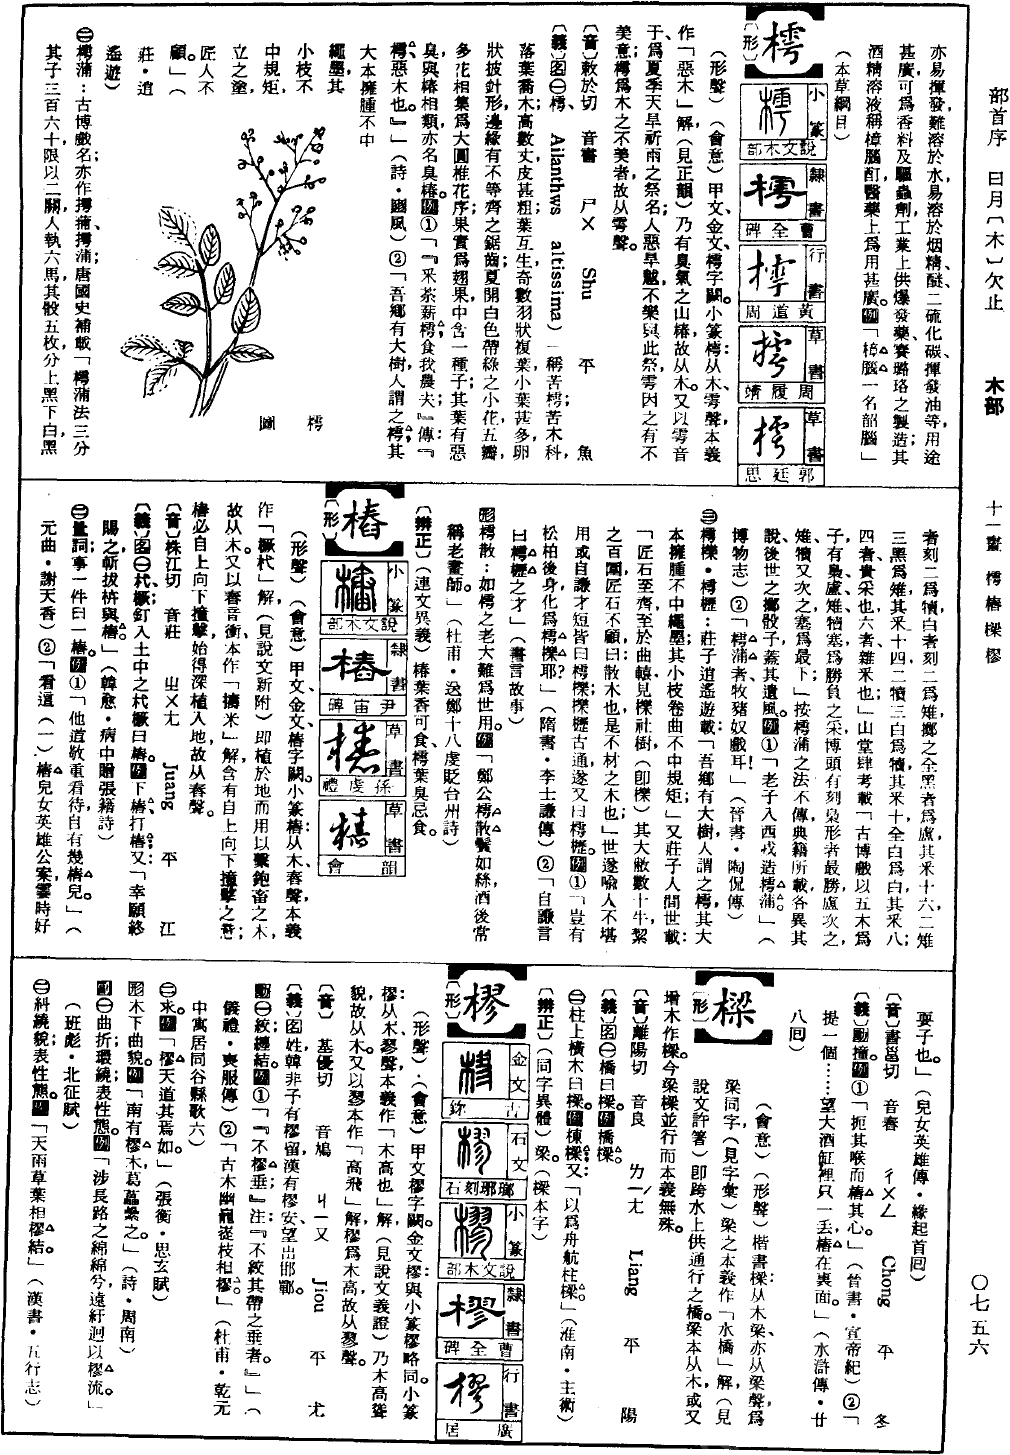 部首序　曰月〔木〕欠止　木部　十一畫　樗樁樑樛　〇七五六
亦易揮發，難溶於水，易溶於烟精、醚、二硫化碳、揮發油等，用途
甚廣，可爲香料及驅蟲劑；工業上供爆發藥賽璐珞之製造；其
酒精溶液稱樟腦酊，醫藥上爲用甚廣。例「樟腦一名韶腦」
（本草綱目）
樗
〔形〕
小篆　說文木部
隸書　曹全碑
行書　黃道周
草書　周履靖
草書　郭廷思
（形聲）（會意）甲文、金文、樗字闕。小篆樗：从木、雩聲，本義
作「惡木」解，（見正韻）乃有臭氣之山椿，故从木。又以雩音
于，爲夏季天旱祈雨之祭名；人惡旱魃，不樂與此祭，雩因之有不
美意；樗爲木之不美者，故从雩聲。
〔音〕敕於切　音書　ㄕㄨ　Shu　平　魚
〔義〕名㊀樗，Ailanthws altissima）一稱苦樗；苦木科，
落葉喬木；高數丈，皮甚粗，葉互生，奇數羽狀複葉，小葉甚多，卵
狀披針形，邊緣有不等齊之鋸齒；夏開白色帶綠之小花，五瓣，
多花相集爲大圓椎花序；果實爲翅果，中含一種子；其葉有惡
臭，與椿相類，亦名臭椿。例①「『采荼薪樗，食我農夫』傳：『
樗，惡木也。』」（詩・豳風）②「吾鄉有大樹，人謂之樗，其
大本擁腫不中
繩墨，其
小枝不
中規矩，
立之塗，
匠人不
顧。」（
莊・逍
遙遊）
樗圖
㊁樗蒲：古博戲名；亦作摴蒱、摴蒲；唐國史補載「樗蒲法：三分
其子三百六十，限以二關，人執六馬，其骰五枚，分上黑下白，黑
者刻二爲犢，白者刻二爲雉，擲之全黑者爲盧，其釆十六；二雉
三黑爲雉，其釆十四；二犢三白爲犢，其釆十；全白爲白，其釆八；
四者貴采也，六者雜釆也」山堂肆考載「古博戲以五木爲
子，有梟、盧、雉、犢、塞爲勝負之采；博頭有刻梟形者最勝，盧次之，
雉、犢又次之，塞爲最下」按樗蒲之法不傳，典籍所載各異其
說；後世之擲骰子蓋其遺風。例①「老子入西戎，造樗蒲」（
博物志）②「樗蒲者，牧豬奴戲耳！」（晉書・陶侃傳）
㊂樗櫟・樗櫪：莊子逍遙遊載：「吾鄉有大樹，人謂之樗，其大
本擁腫不中繩墨；其小枝卷曲不中規矩；」又莊子人間世載：
「匠石至齊，至於曲轅，見櫟社樹，（卽櫟）其大敝數十牛，絜
之百圍，匠石不顧，曰：散木也，是不材之木也；」世遂喩人不堪
用或自謙才短皆曰樗櫟；櫟櫪古通，遂又曰樗櫪。例①「豈有
松柏後身化爲樗櫟耶？」（隋書・李士謙傳）②「自謙言
曰樗櫪之才」（書言故事）
形樗散：如樗之老大難爲世用。例「鄭公樗散鬢如絲，酒後常
稱老畫師。」（杜甫・送鄭十八虔貶台州詩）
〔辨正〕（連文異義）椿葉香可食，樗葉臭忌食。
樁
〔形〕
小篆　說文木部
隸書　尹宙碑
草書　孫虔禮
草書　韻會
（形聲）（會意）甲文、金文、樁字闕。小篆樁：从木、舂聲，本義
作「橛杙」解，（見說文新附）卽植於地而用以繫鉋畜之木，
故从木。又以舂音衝，本作「擣米」解，含有自上向下撞擊之意；
樁必自上向下撞擊，始得深植入地，故从舂聲。
〔音〕株江切　音莊　ㄓㄨㄤ　Juang　平　江
〔義〕名㊀杙橛釘入土中之杙橛曰樁。例下樁、打樁；又：「幸願終
賜之，斬拔枿與樁。」（韓愈・病中贈張籍詩）
㊁量詞；事一件曰一樁。例①「他道敬重看待，自有幾樁兒。」（
元曲・謝天香）②「看這（一）樁兒女英雄公案，霎時好
耍子也。」（兒女英雄傳・緣起首囘）
〔音〕書容切　音舂　ㄔㄨㄥ　Chong　平　冬
〔義〕動撞。例①「扼其喉而樁其心。」（晉書・宣帝紀）②「
提一個……望大酒缸裡只一丢，樁在裏面。」（水滸傳・廿
八囘）
樑
〔形〕
（會意）（形聲）楷書樑：从木、梁，亦从梁聲，爲
梁同字，（見字彙）梁之本義作「水橋」解，（見
說文許箸）卽跨水上供通行之橋。梁本从木，或又
增木作樑。今梁樑並行而本義無殊。
〔音〕離陽切　音良　ㄌㄧㄤˊ　Liang　平　陽
〔義〕名㊀橋曰樑。例橋樑。
㊁柱上橫木曰樑。例棟樑；又：「以爲舟航柱樑」（淮南・主術）
〔辨正〕（同字異體）梁。（樑本字）
樛
〔形〕
金文　古鉨
石文　瑯琊刻石
小篆　說文木部
隸書　曹全碑
行書　廣居
（形聲）・（會意）甲文樛字闕。金文樛：與小篆樛略同。小篆
樛：从木、翏聲，本義作「木高也」解，（見說文義證）乃木高聳
貌，故从木。又以翏本作「高飛」解，樛爲木高，故从翏聲。
〔音〕基優切　音鳩　ㄐㄧㄡ　Jiou　平　尤
〔義〕名姓，韓非子有樛留，漢有樛安，望出邯鄲。
動㊀絞；纏結。例①「『不樛垂』注：『不絞其帶之垂者。』」（
儀禮・喪服傳）②「古木巃嵸枝相樛」（杜甫・乾元
中寓居同谷縣歌六）
㊁求。例「樛天道其焉如。」（張衡・思玄賦）
形木下曲貌。例「南有樛木，葛藟纍之。」（詩・周南）
副㊀曲折環繞；表性態。例「涉長路之綿綿兮，遠紆迴以樛流」
（班彪・北征賦）
㊁糾繞貌；表性態。例「天雨草，葉相樛結。」（漢書・五行志）